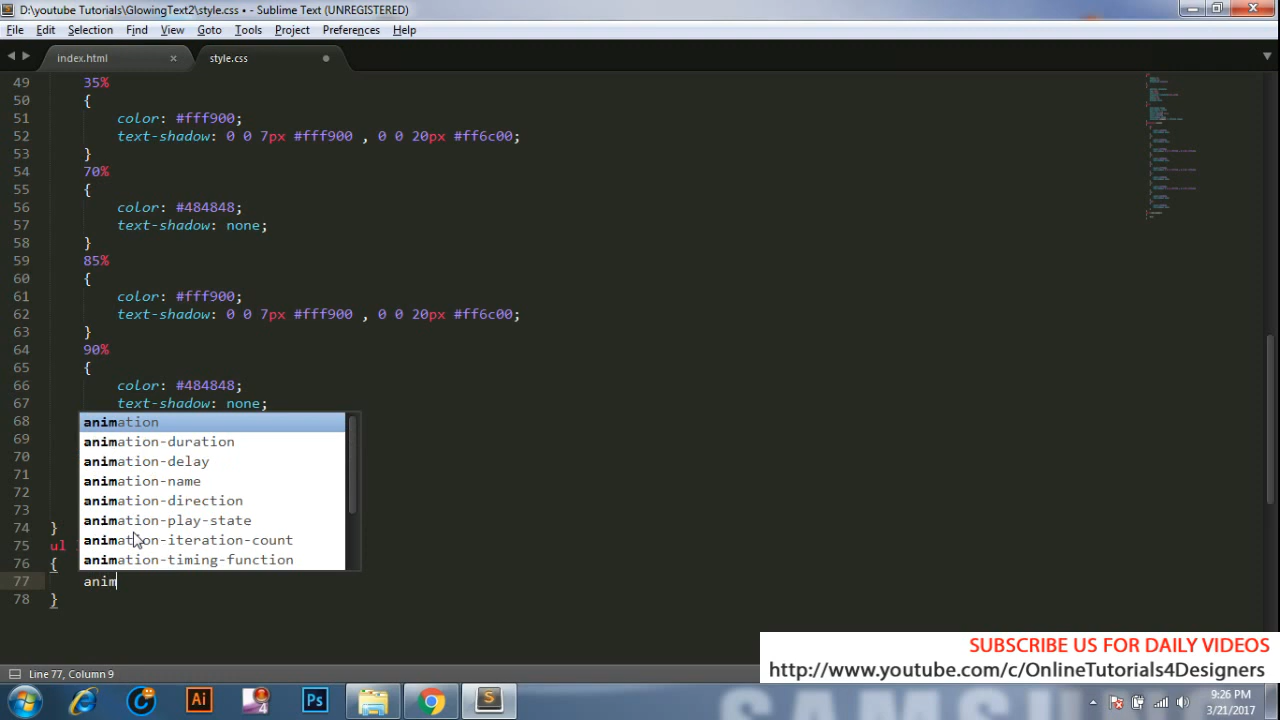 D:\youtube Tutorials\GlowingText2\style.css • - Sublime Text (UNREGISTERED)
File Edit Selection Find View Goto Tools Project Preferences Help
index.html × style.css
49 35%
50 {
51 color: #fff900;
52 text-shadow: 0 0 7px #fff900 , 0 0 20px #ff6c00;
53 }
54 70%
55 {
56 color: #484848;
57 text-shadow: none;
58 }
59 85%
60 {
61 color: #fff900;
62 text-shadow: 0 0 7px #fff900 , 0 0 20px #ff6c00;
63 }
64 90%
65 {
66 color: #484848;
67 text-shadow: none;
68 animation
69 animation-duration
70 animation-delay
71 animation-name
72 animation-direction
73 animation-play-state
74 } animation-iteration-count
75 ul animation-timing-function
76 {
77 anim
78 }
SUBSCRIBE US FOR DAILY VIDEOS
http://www.youtube.com/c/OnlineTutorials4Designers
Line 77, Column 9
Ai 4 Ps S
9:26 PM
3/21/2017